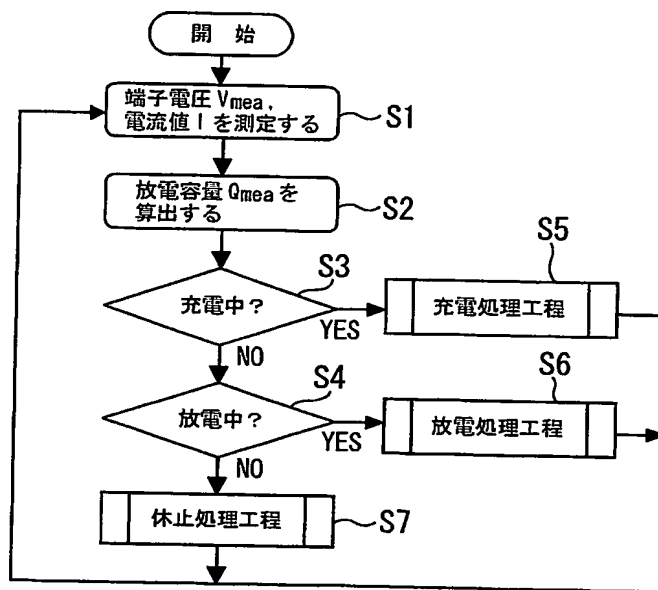 開 始
端子電圧 Vmea,
電流値 I を測定する
S1
放電容量 Qmea を
算出する
S2
S3
充電中?
YES
NO
S5
充電処理工程
S4
放電中?
YES
NO
S6
放電処理工程
休止処理工程
S7